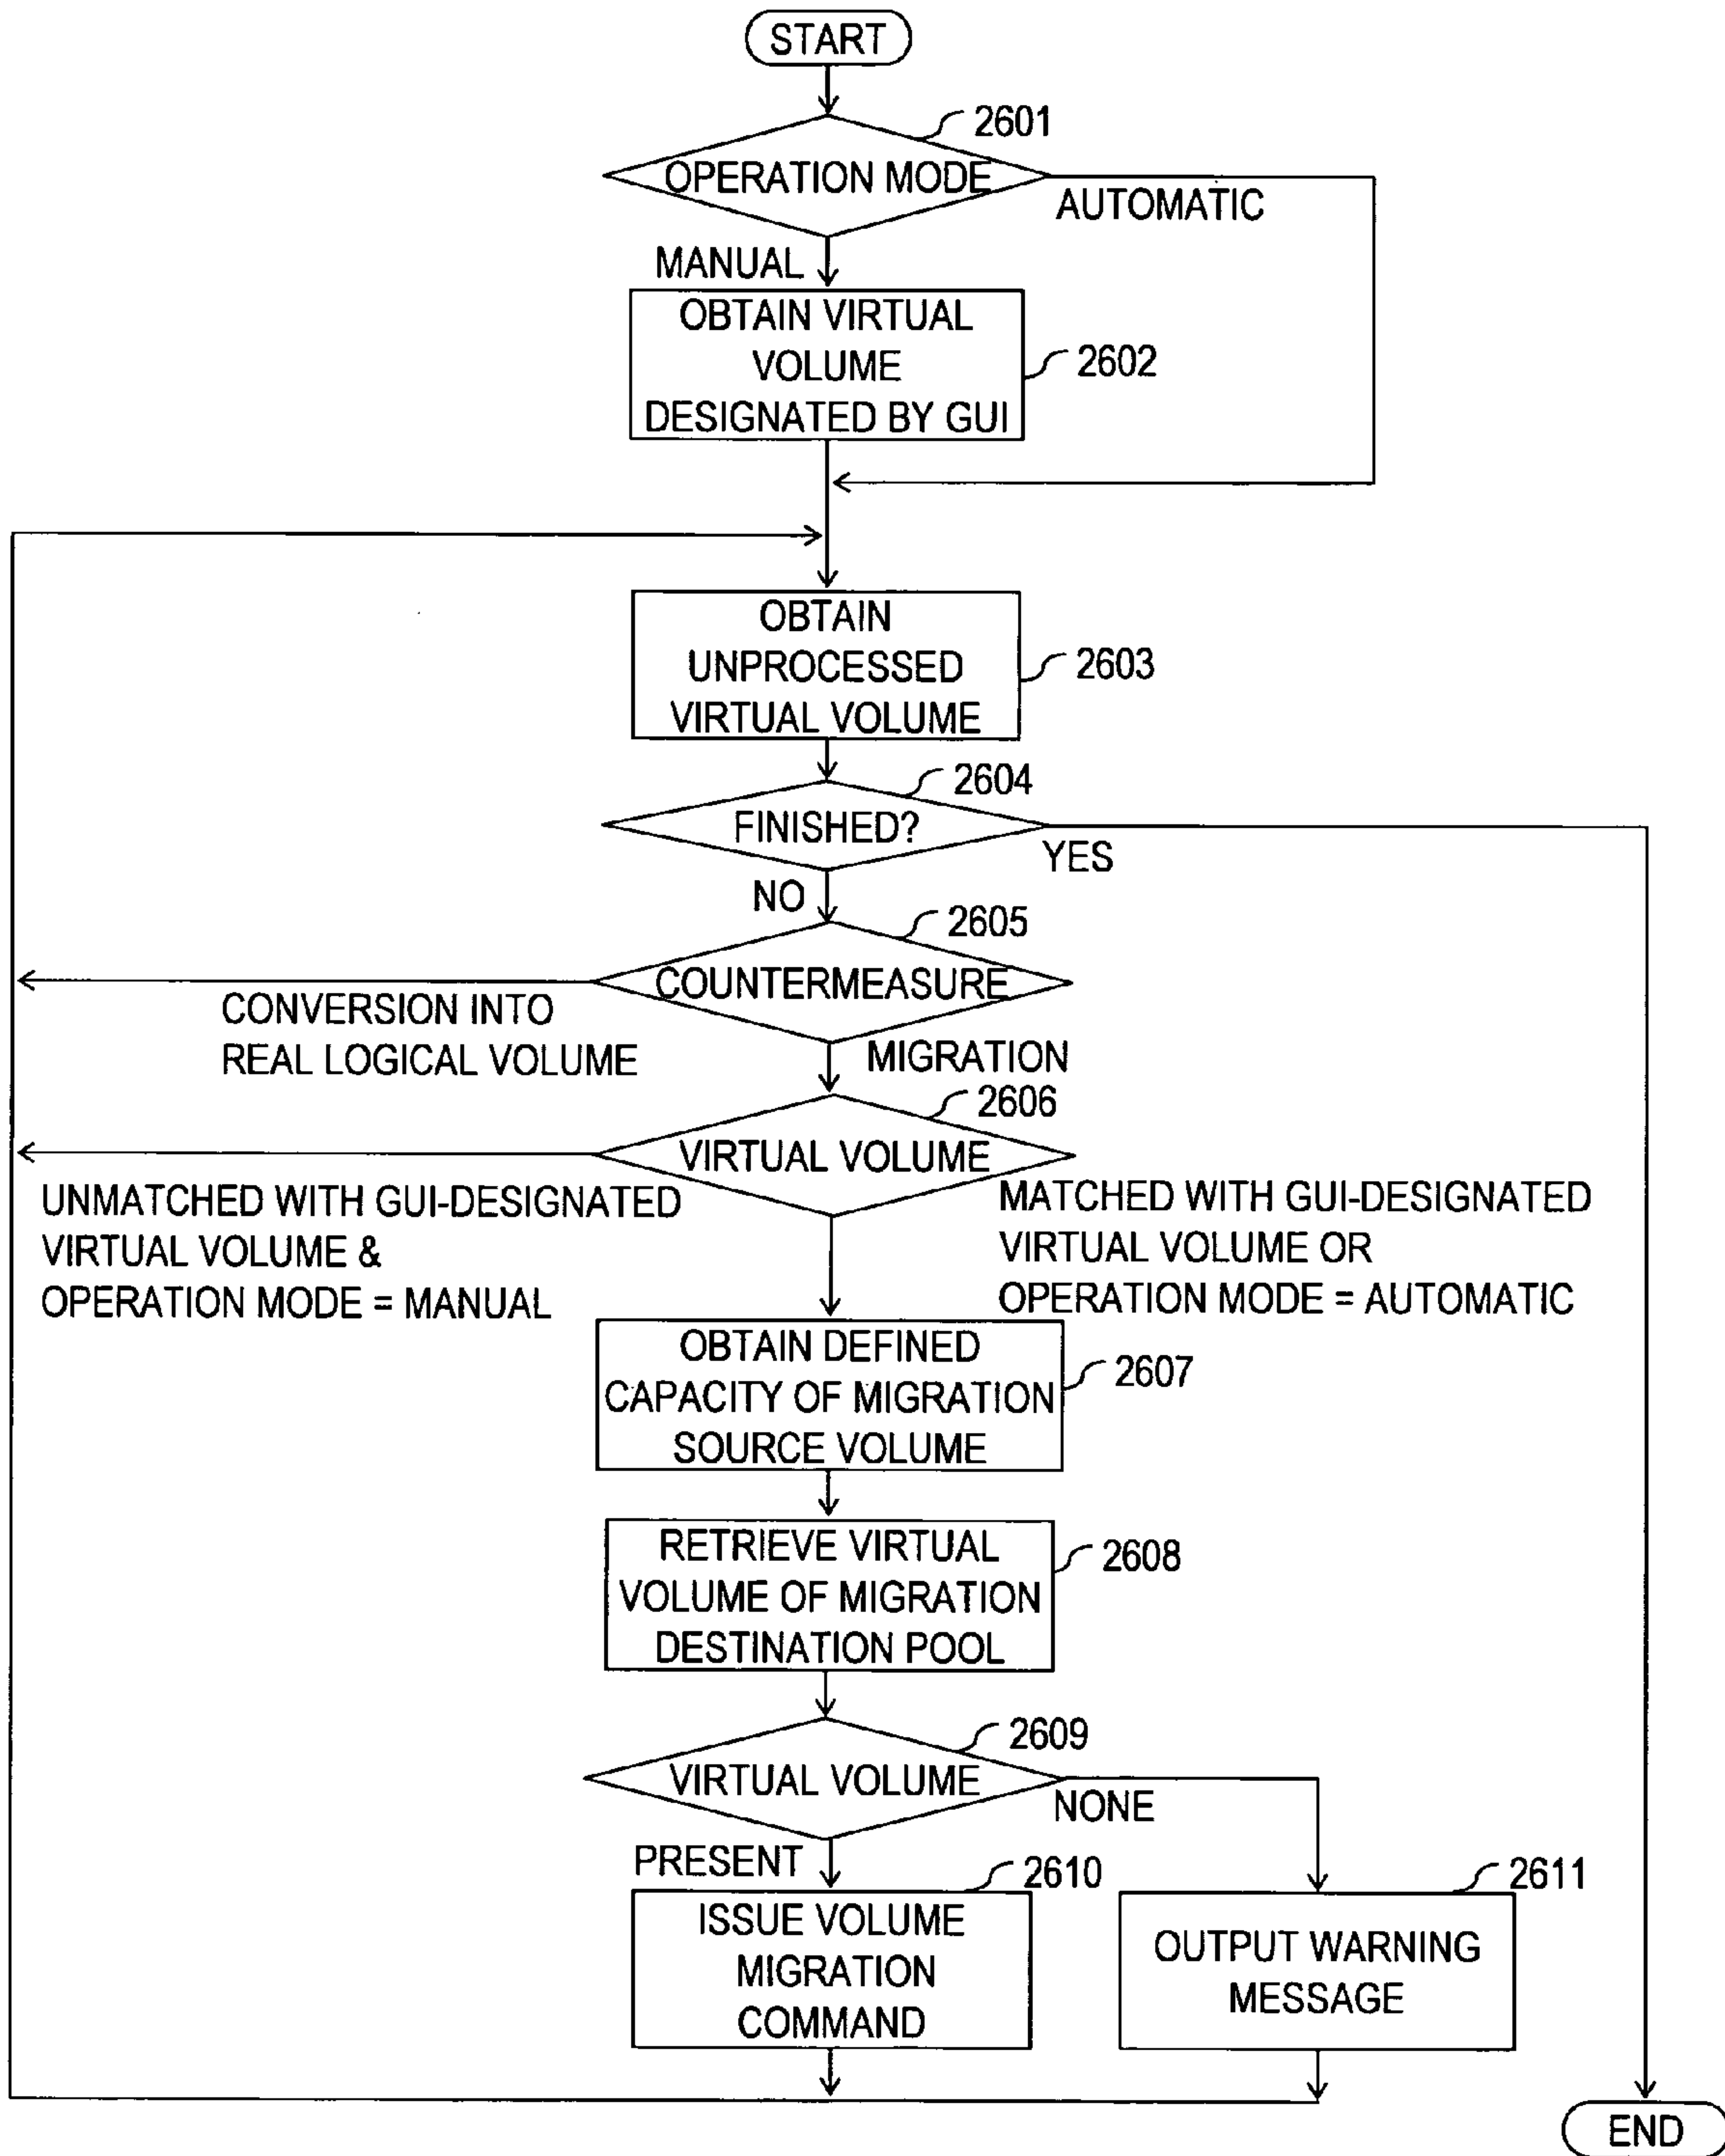 START
2601
OPERATION MODE
AUTOMATIC
MANUAL
OBTAIN VIRTUAL
VOLUME
DESIGNATED BY GUI
2602
OBTAIN
UNPROCESSED
VIRTUAL VOLUME
2603
2604
FINISHED?
YES
NO
2605
COUNTERMEASURE
CONVERSION INTO
REAL LOGICAL VOLUME
MIGRATION
2606
VIRTUAL VOLUME
UNMATCHED WITH GUI-DESIGNATED
VIRTUAL VOLUME &
OPERATION MODE = MANUAL
MATCHED WITH GUI-DESIGNATED
VIRTUAL VOLUME OR
OPERATION MODE = AUTOMATIC
OBTAIN DEFINED
CAPACITY OF MIGRATION
SOURCE VOLUME
2607
RETRIEVE VIRTUAL
VOLUME OF MIGRATION
DESTINATION POOL
2608
2609
VIRTUAL VOLUME
NONE
PRESENT
2610
ISSUE VOLUME
MIGRATION
COMMAND
2611
OUTPUT WARNING
MESSAGE
END